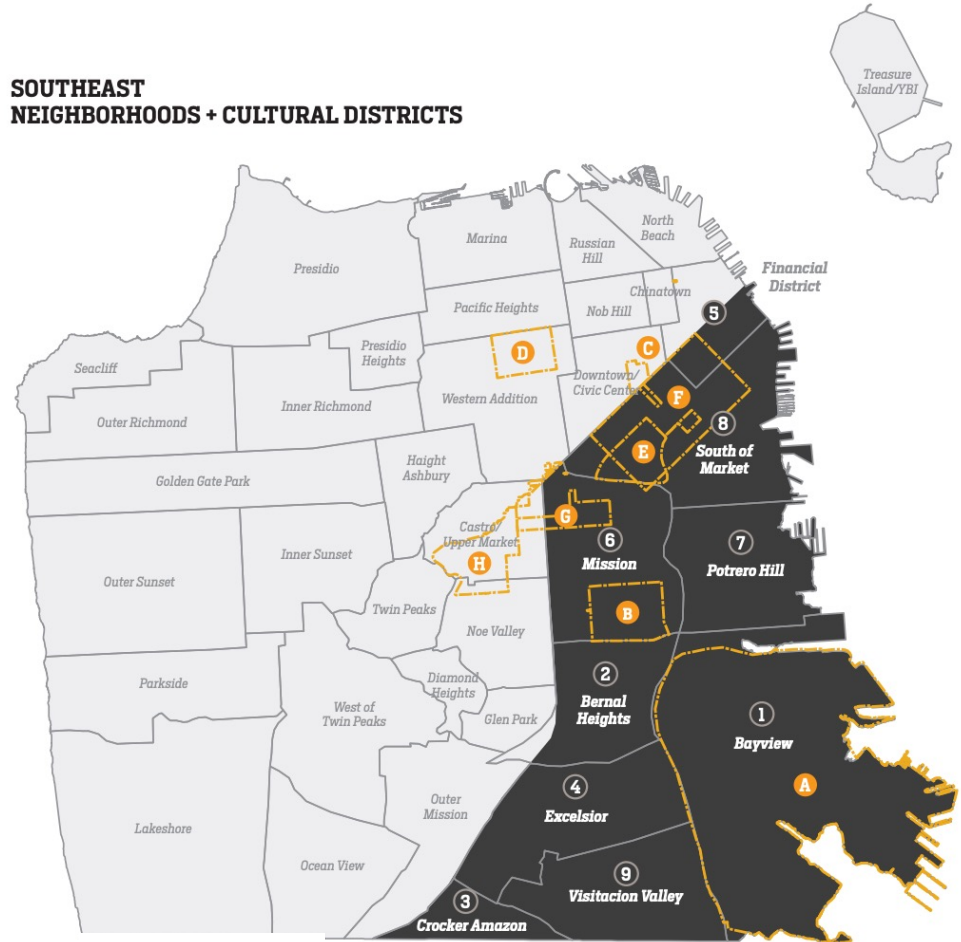 SOUTHEAST
NEIGHBORHOODS + CULTURAL DISTRICTS
Treasure
Island/YBI
North
Beach
Marina
Russian
Hill
Presidio
Financial
District
Chinatown
Pacific Heights
Nob Hill
5
Presidio
Heights
D
C
Seacliff
Downtown/
Civic Center
Western Addition
F
Inner Richmond
Outer Richmond
8
South of
Market
E
Haight
Ashbury
Golden Gate Park
G
Castro/
Upper Market
6
Mission
7
Potrero Hill
Inner Sunset
H
Outer Sunset
Twin Peaks
B
Noe Valley
2
Bernal
Heights
Parkside
Diamond
Heights
West of
Twin Peaks
Glen Park
1
Bayview
A
4
Excelsior
Outer
Mission
Lakeshore
Ocean View
9
Visitacion Valley
3
Crocker Amazon